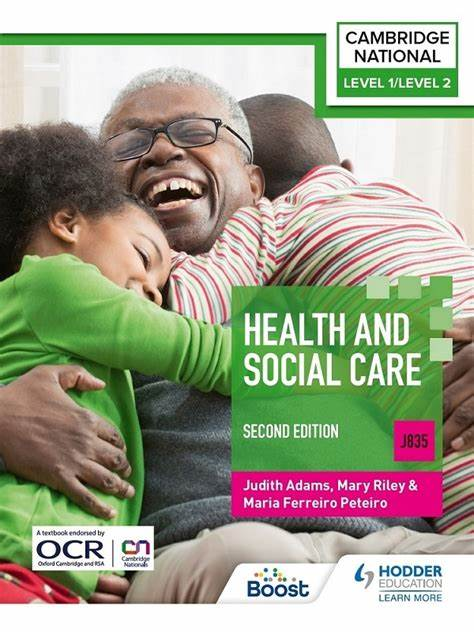 CAMBRIDGE
NATIONAL
LEVEL 1/LEVEL 2
HEALTH AND
SOCIAL CARE
SECOND EDITION
J835
Judith Adams, Mary Riley &
Maria Ferreiro Peteiro
A textbook endorsed by
OCR
Oxford Cambridge and RSA
cn
Cambridge
Nationals
Boost
HODDER
EDUCATION
LEARN MORE